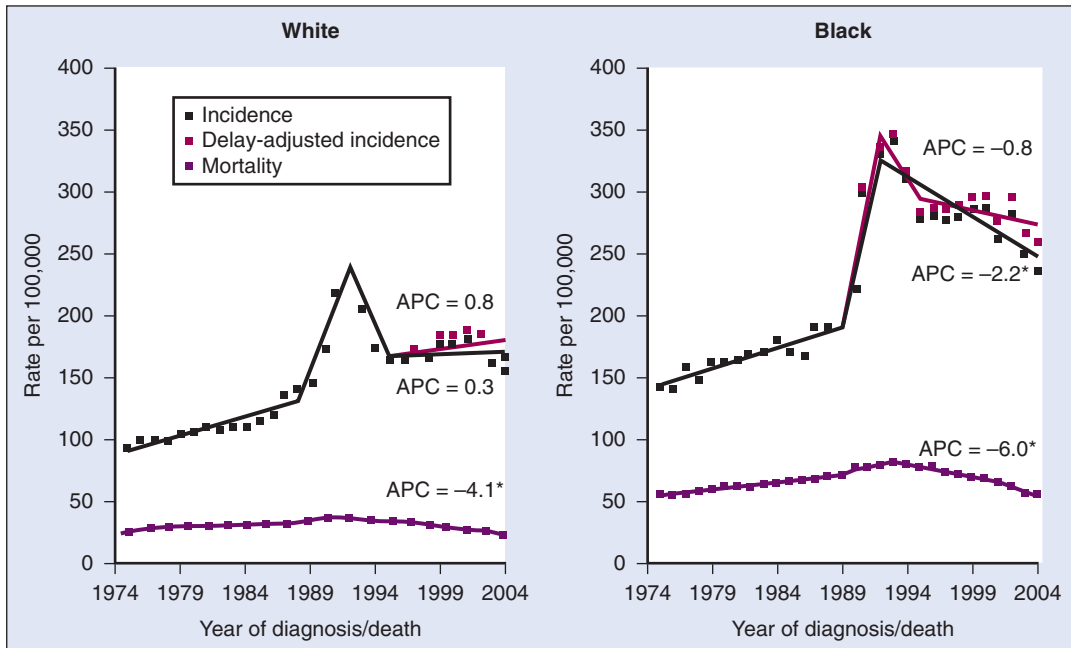 White
400
350
300
250
200
150
100
50
0
Rate per 100,000
Incidence
Delay-adjusted incidence
Mortality
APC = 0.8
APC = 0.3
APC = –4.1*
1974 1979 1984 1989 1994 1999 2004
Year of diagnosis/death
Black
400
350
300
250
200
150
100
50
0
Rate per 100,000
APC = –0.8
APC = –2.2*
APC = –6.0*
1974 1979 1984 1989 1994 1999 2004
Year of diagnosis/death